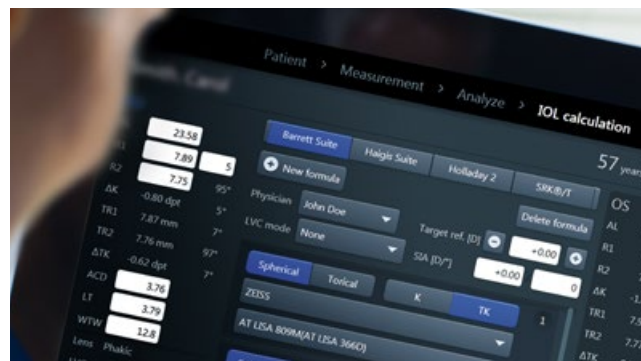 Patient > Measurement > Analyze > IOL calculation
57 years
23.58
Barrett Suite Haigis Suite Holladay 2 SRK®/T
R1 7.89 5
New formula
Delete formula
OS
R2 7.75 95°
Physician John Doe
Target ref. [D] +0.00
AL
ΔK -0.80 dpt 5°
LVC mode None
SIA [D/°] +0.00 0
R1
TR1 7.87 mm 7°
R2
TR2 7.76 mm 97°
Spherical Torical K TK 1
ΔK
ΔTK -0.62 dpt 7°
ZEISS
TR1
ACD 3.76
AT LISA 809M(AT LISA 366D)
TR2
LT 3.79
ΔTK
WTW 12.8
Lens Phakic